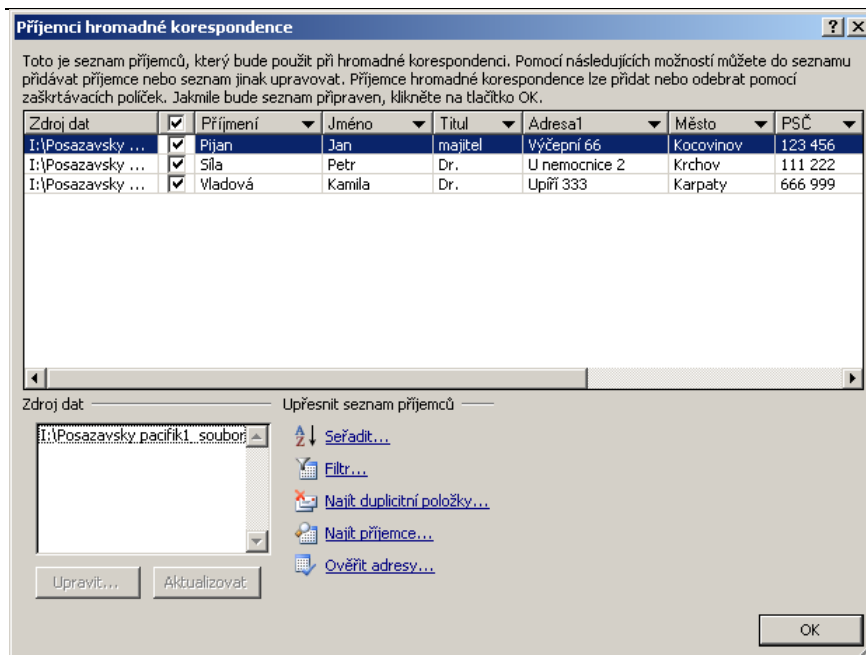 Příjemci hromadné korespondence
Toto je seznam příjemců, který bude použit při hromadné korespondenci. Pomocí následujících možností můžete do seznamu
přidávat příjemce nebo seznam jinak upravovat. Příjemce hromadné korespondence lze přidat nebo odebrat pomocí
zaškrtávacích políček. Jakmile bude seznam připraven, klikněte na tlačítko OK.
Zdroj dat Příjmení Jméno Titul Adresa1 Město PSČ
I:\Posazavsky ... Pijan Jan majitel Výčepní 66 Kocovinov 123 456
I:\Posazavsky ... Síla Petr Dr. U nemocnice 2 Krchov 111 222
I:\Posazavsky ... Vladová Kamila Dr. Upíří 333 Karpaty 666 999
Zdroj dat
I:\Posazavsky pacifik1_soubor
Upravit...
Aktualizovat
Upřesnit seznam příjemců
Seřadit...
Filtr...
Najít duplicitní položky...
Najít příjemce...
Ověřit adresy...
OK